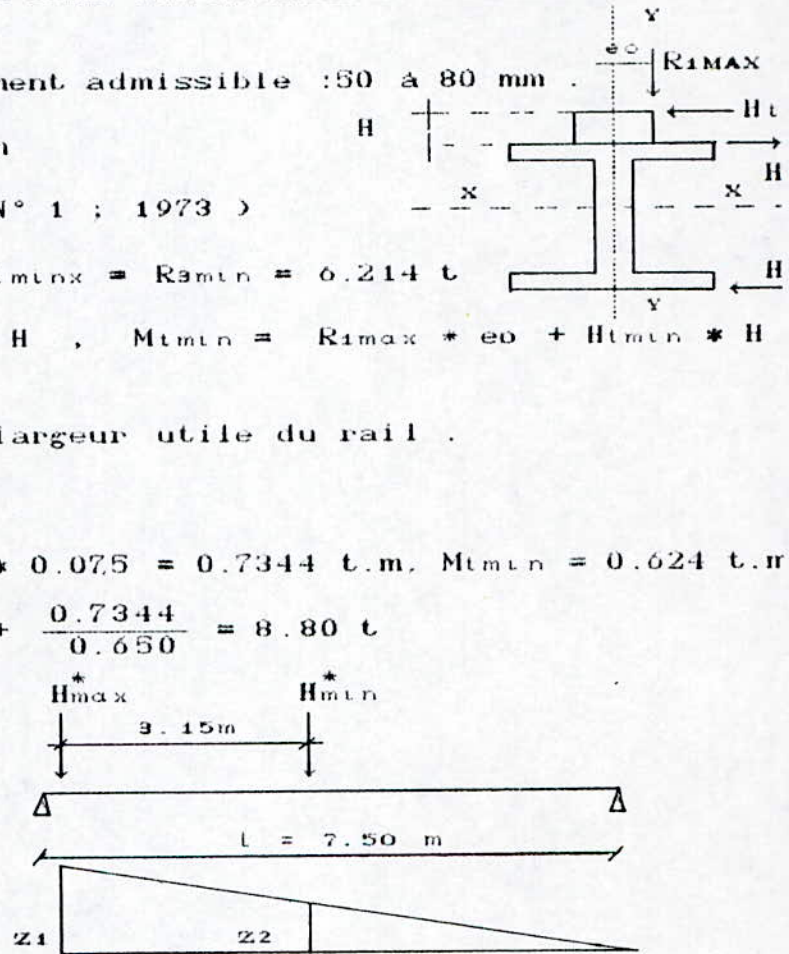 ment admissible :50 à 80 mm .
N° 1 ; 1973 )
minx = R3min = 6.214 t
H , Mtmin = R1max * eo + Htmin * H
largeur utile du rail .
* 0.075 = 0.7344 t.m, Mtmin = 0.624 t.m
+ 0.7344 / 0.650 = 8.80 t
Y
eo
R1MAX
H
Ht
H
X
X
H
Y
H*max
H*min
3.15m
L = 7.50 m
Z1
Z2